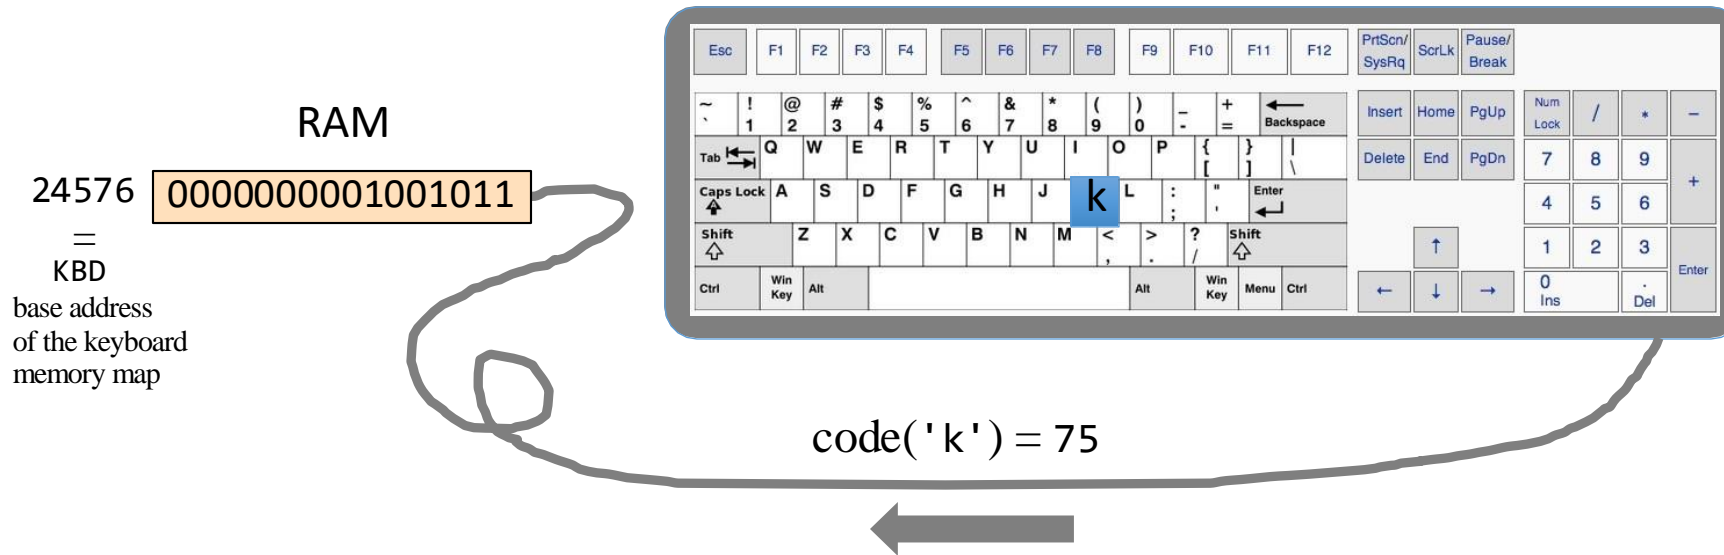 RAM
24576 0000000001001011
=
KBD
base address
of the keyboard
memory map
Esc F1 F2 F3 F4 F5 F6 F7 F8 F9 F10 F11 F12 PrtScn/ ScrLk Pause/
SysRq Break
~ ! @ # $ % ^ & * ( ) _ +
` 1 2 3 4 5 6 7 8 9 0 - = Backspace
Insert Home PgUp Num Lock / * −
Tab Q W E R T Y U I O P { } |
[ ] \
Delete End PgDn 7 8 9 +
Caps Lock A S D F G H J k L : " Enter
; '
4 5 6
Shift Z X C V B N M < > ? Shift
, . /
↑ 1 2 3 Enter
Ctrl Win Key Alt Alt Win Key Menu Ctrl
← ↓ → 0 Ins . Del
code('k') = 75